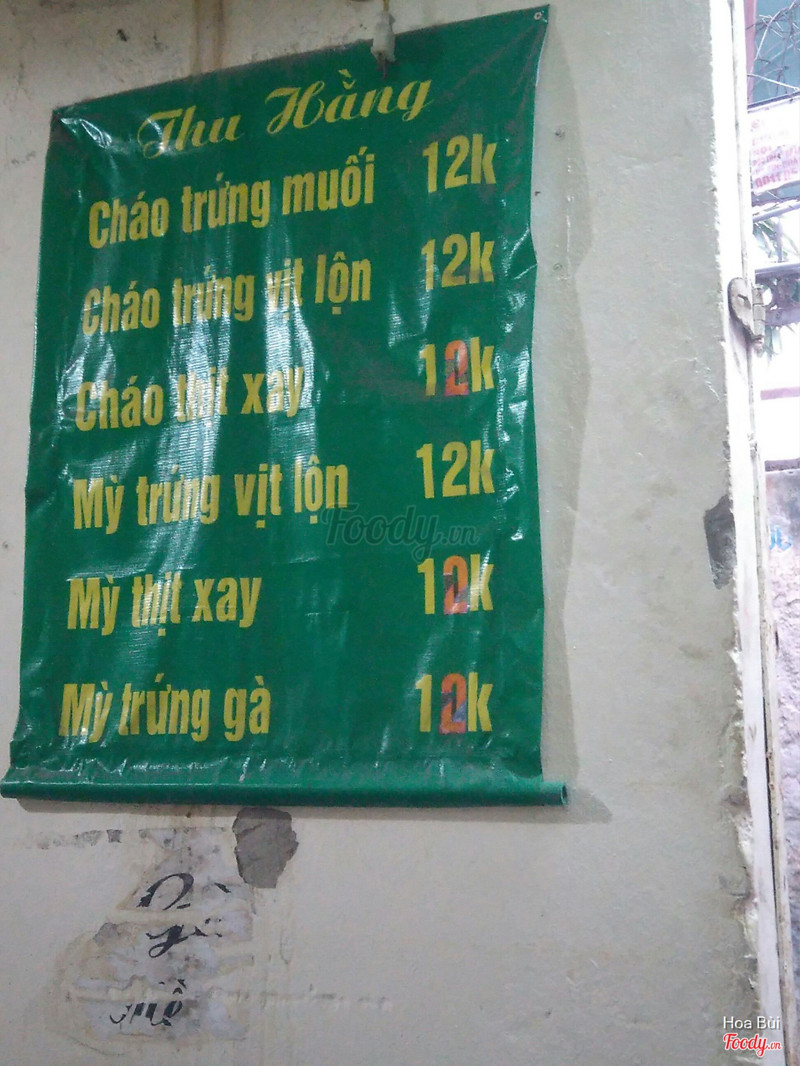 Thu Hằng
Cháo trứng muối 12k
Cháo trứng vịt lộn 12k
Cháo thịt xay 12k
Mỳ trứng vịt lộn 12k
Mỳ thịt xay 12k
Mỳ trứng gà 12k
Foody.vn
Hoa Bùi
Foody.vn